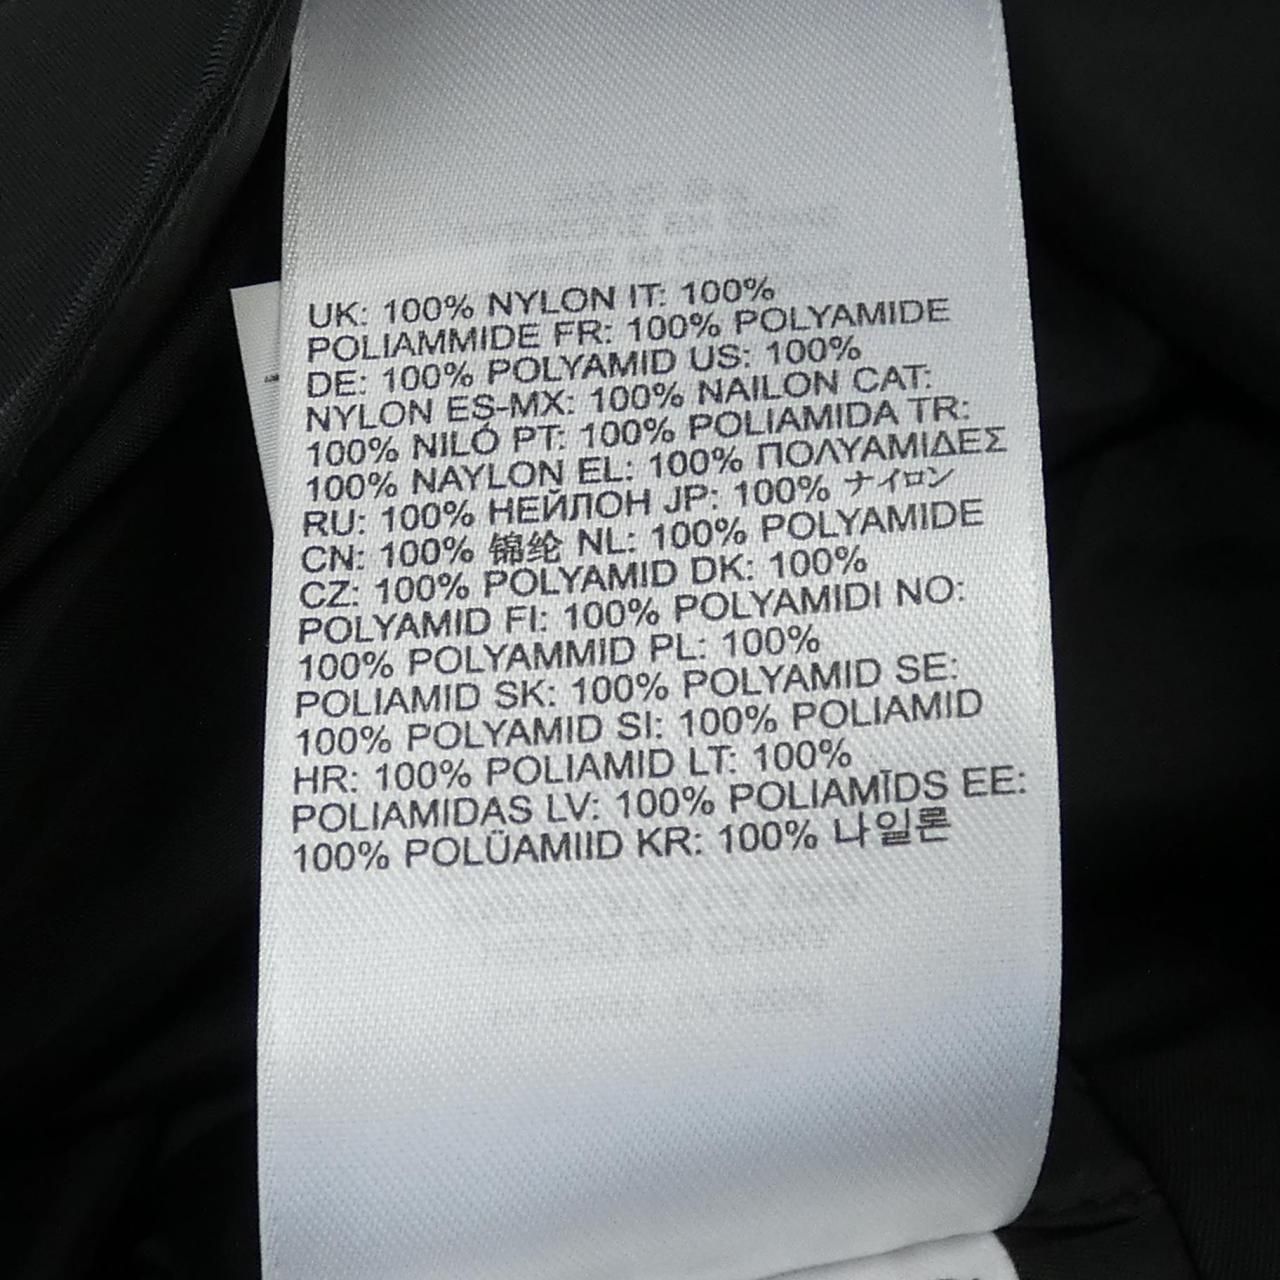 UK: 100% NYLON IT: 100%
POLIAMMIDE FR: 100% POLYAMIDE
DE: 100% POLYAMID US: 100%
NYLON ES-MX: 100% NAILON CAT:
100% NILÓ PT: 100% POLIAMIDA TR:
100% NAYLON EL: 100% ΠΟΛΥΑΜΙΔΕΣ
RU: 100% НЕЙЛОН JP: 100% ナイロン
CN: 100% 锦纶 NL: 100% POLYAMIDE
CZ: 100% POLYAMID DK: 100%
POLYAMID FI: 100% POLYAMIDI NO:
100% POLYAMMID PL: 100%
POLIAMID SK: 100% POLYAMID SE:
100% POLYAMID SI: 100% POLIAMID
HR: 100% POLIAMID LT: 100%
POLIAMIDAS LV: 100% POLIAMĪDS EE:
100% POLÜAMIID KR: 100% 나일론